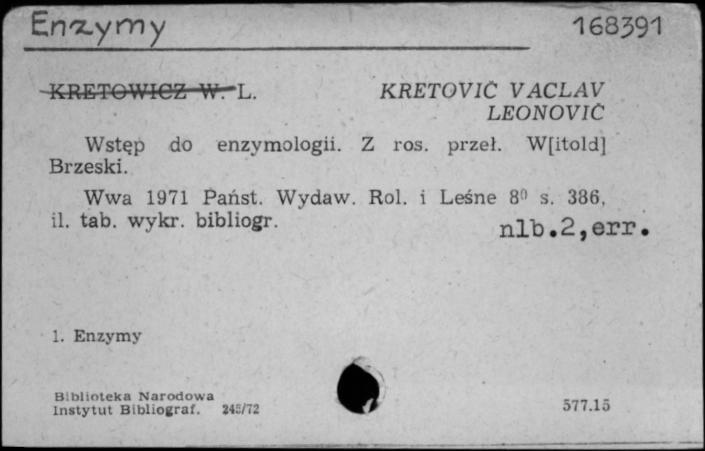 Enzymy 168391
KRETOWICZ W. L. KRETOVIČ VACLAV
LEONOVIČ
Wstęp do enzymologii. Z ros. przeł. W[itold]
Brzeski.
Wwa 1971 Państ. Wydaw. Rol. i Leśne 8⁰ s. 386,
il. tab. wykr. bibliogr. nlb.2,err.
1. Enzymy
Biblioteka Narodowa
Instytut Bibliograf. 245/72 577.15